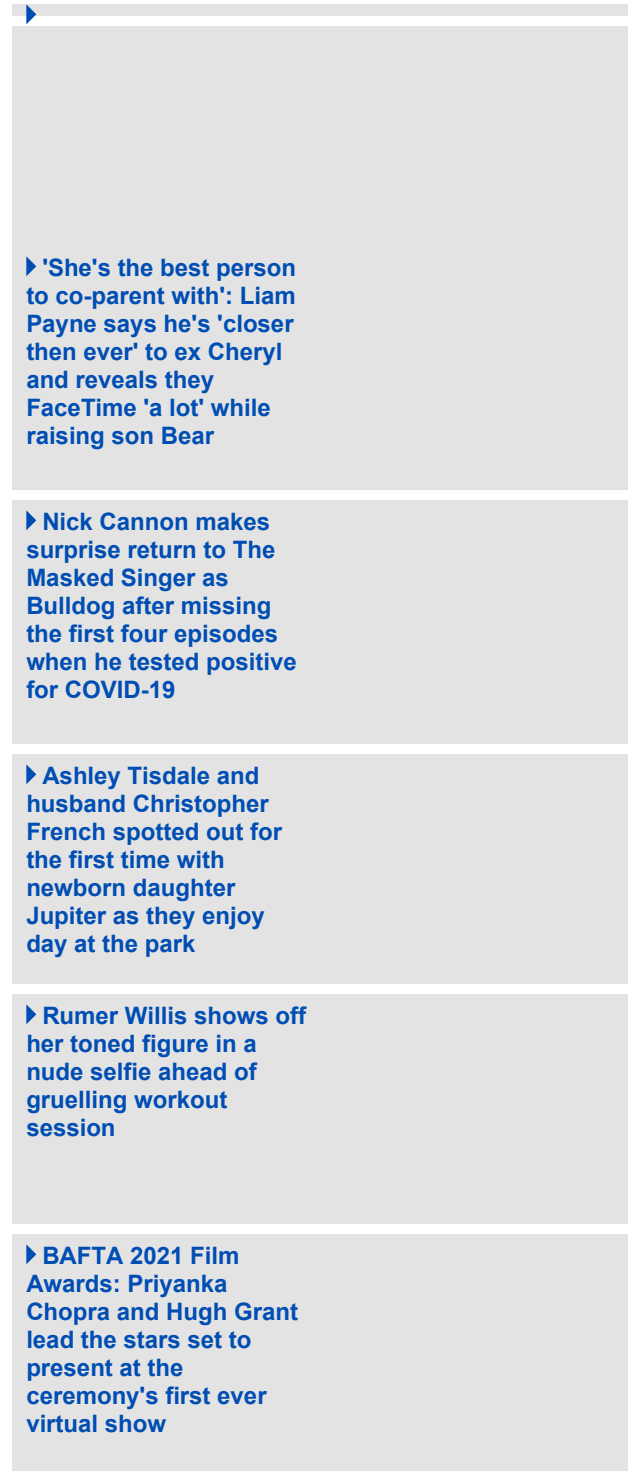 'She's the best person
to co-parent with': Liam
Payne says he's 'closer
then ever' to ex Cheryl
and reveals they
FaceTime 'a lot' while
raising son Bear
Nick Cannon makes
surprise return to The
Masked Singer as
Bulldog after missing
the first four episodes
when he tested positive
for COVID-19
Ashley Tisdale and
husband Christopher
French spotted out for
the first time with
newborn daughter
Jupiter as they enjoy
day at the park
Rumer Willis shows off
her toned figure in a
nude selfie ahead of
gruelling workout
session
BAFTA 2021 Film
Awards: Priyanka
Chopra and Hugh Grant
lead the stars set to
present at the
ceremony's first ever
virtual show